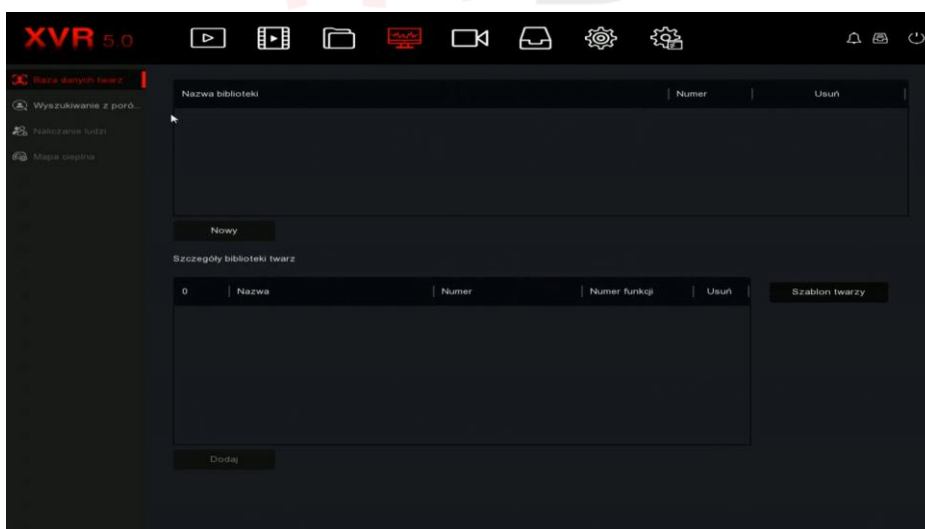 XVR 5.0
Baza danych twarz
Wyszukiwanie z poró...
Naliczanie ludzi
Mapa cieplna
Nazwa biblioteki
Numer
Usuń
Nowy
Szczegóły biblioteki twarz
0
Nazwa
Numer
Numer funkcji
Usuń
Szablon twarzy
Dodaj